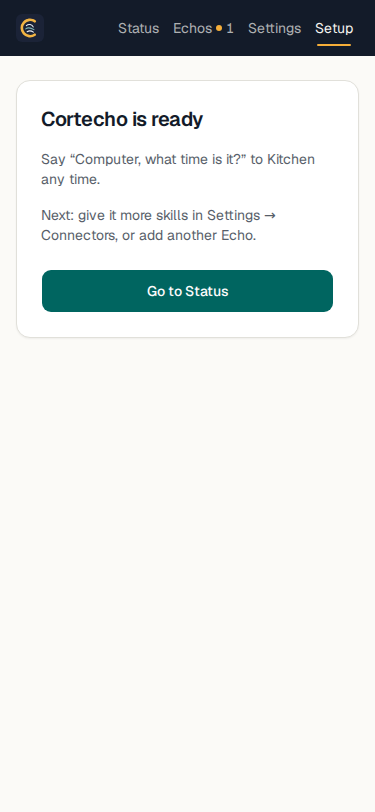 Status Echos 1 Settings Setup
Cortecho is ready
Say “Computer, what time is it?” to Kitchen
any time.
Next: give it more skills in Settings →
Connectors, or add another Echo.
Go to Status